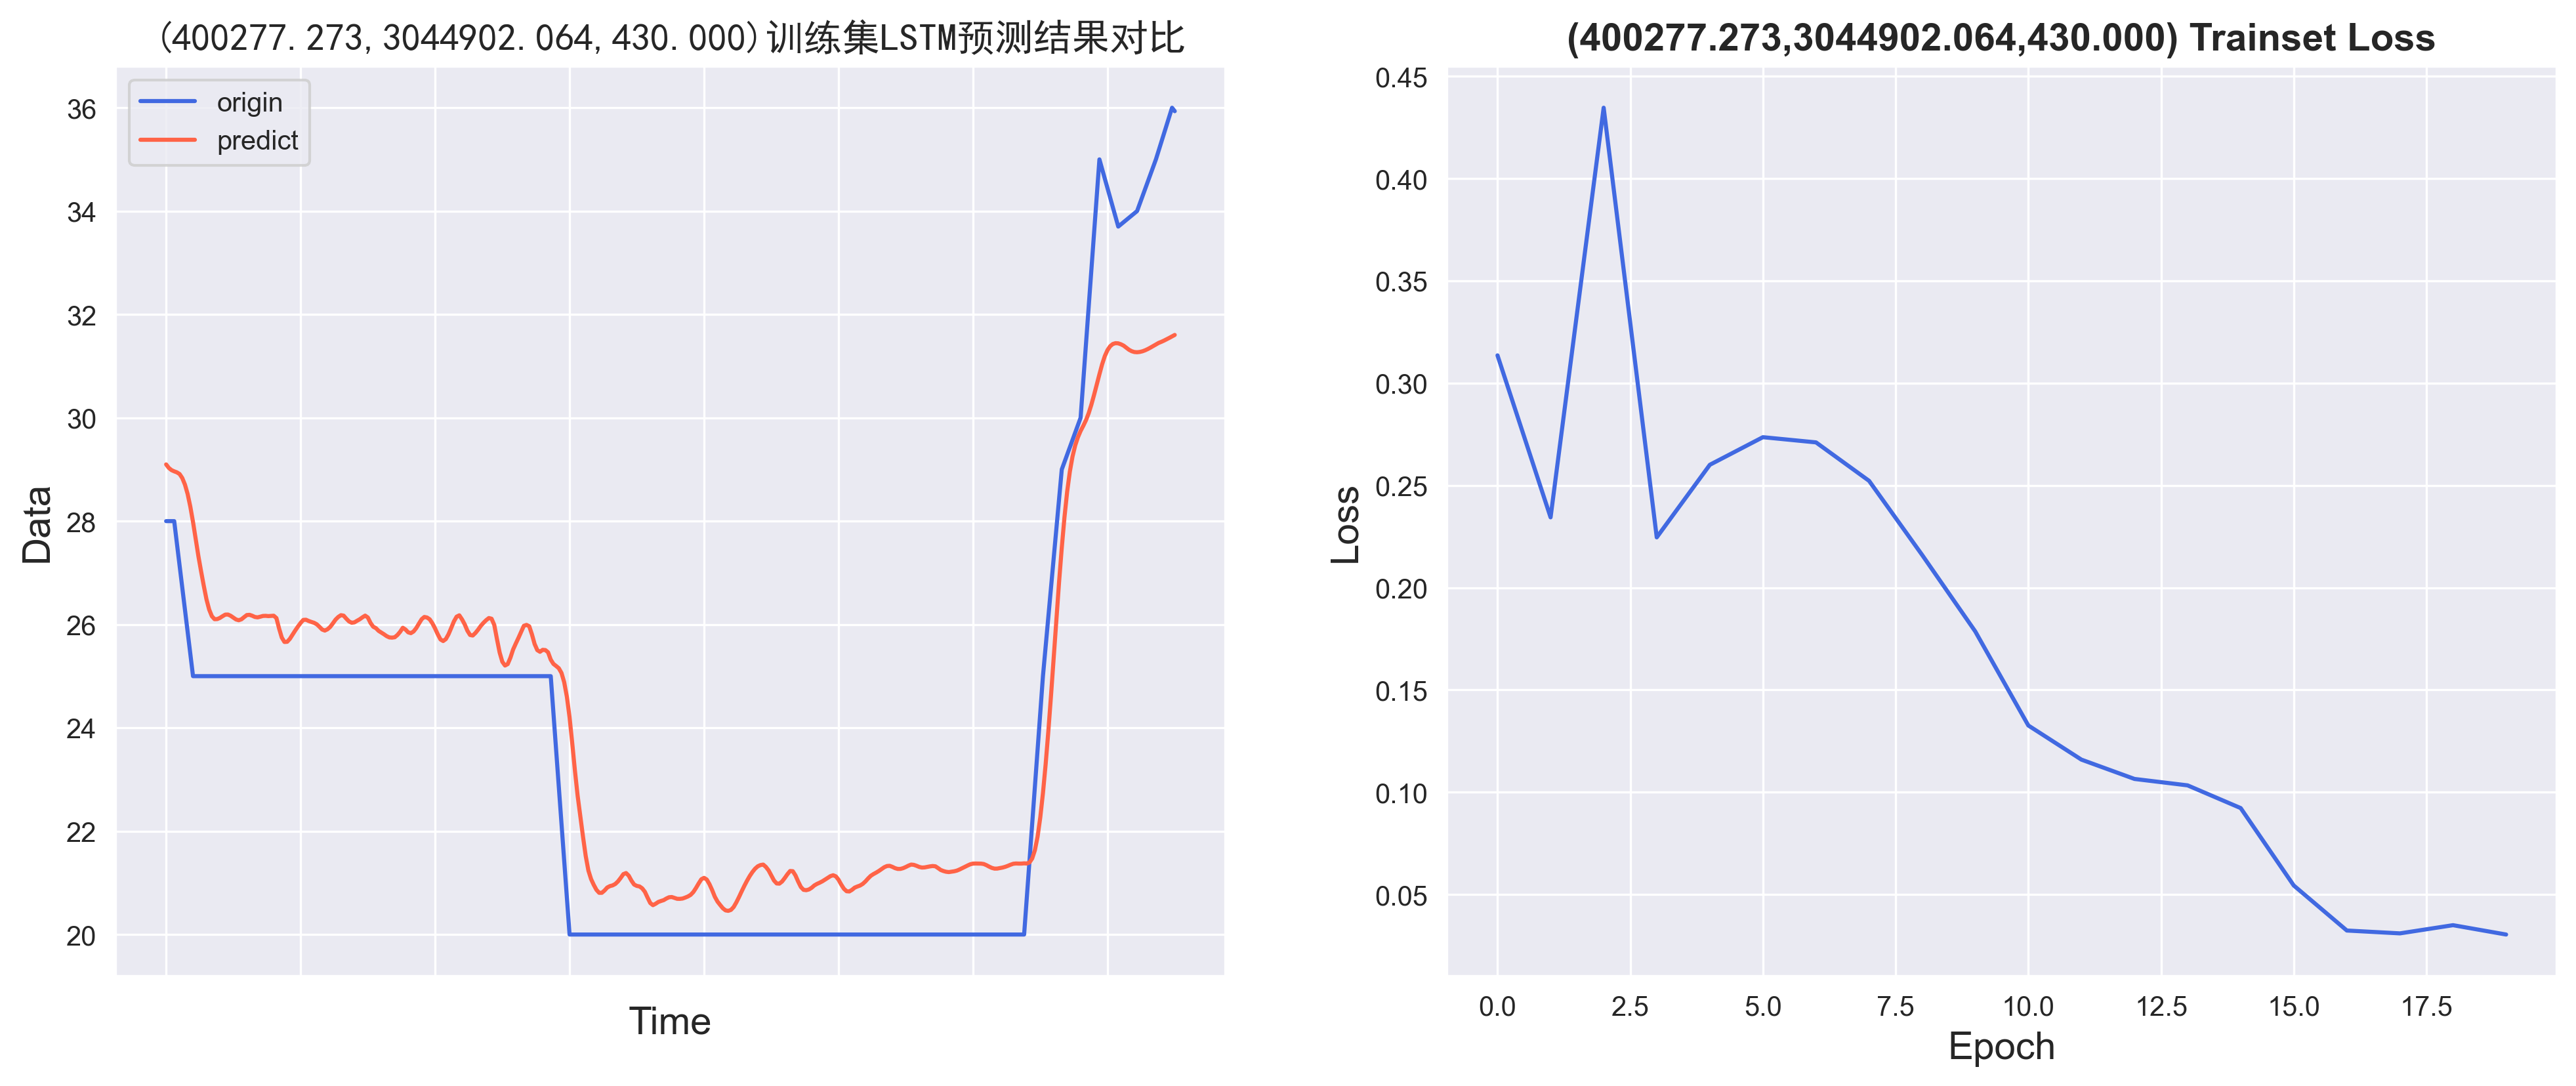 (400277.273,3044902.064,430.000)训练集LSTM预测结果对比
origin
predict
36
34
32
30
28
26
24
22
20
Data
Time
(400277.273,3044902.064,430.000) Trainset Loss
0.45
0.40
0.35
0.30
0.25
0.20
0.15
0.10
0.05
Loss
0.0 2.5 5.0 7.5 10.0 12.5 15.0 17.5
Epoch